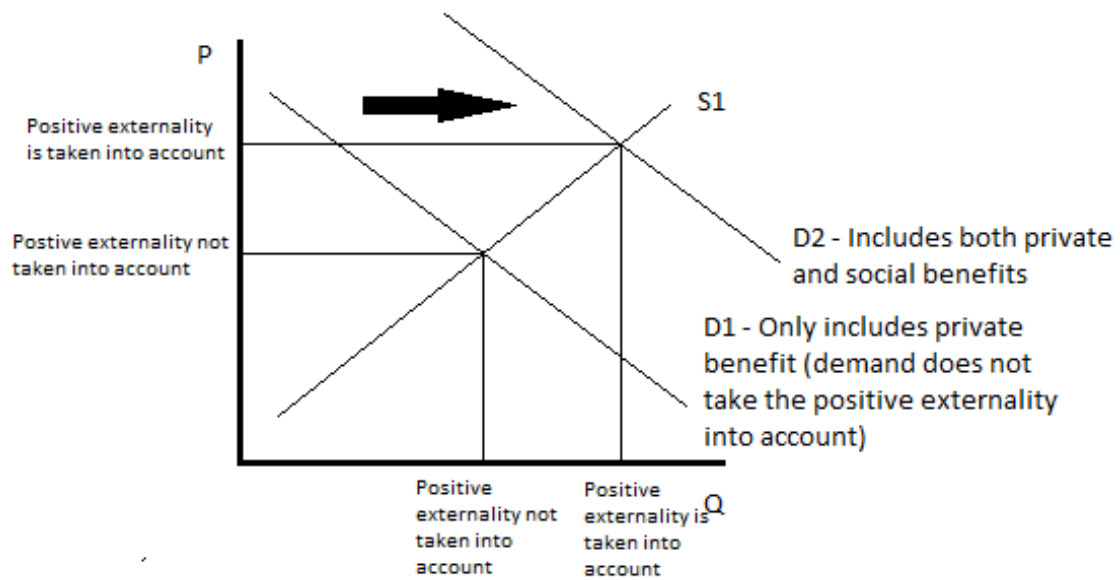 P
Positive externality
is taken into account
Postive externality not
taken into account
S1
D2 - Includes both private
and social benefits
D1 - Only includes private
benefit (demand does not
take the positive externality
into account)
Positive
externality not
taken into
account
Positive
externality is
taken into
account
Q